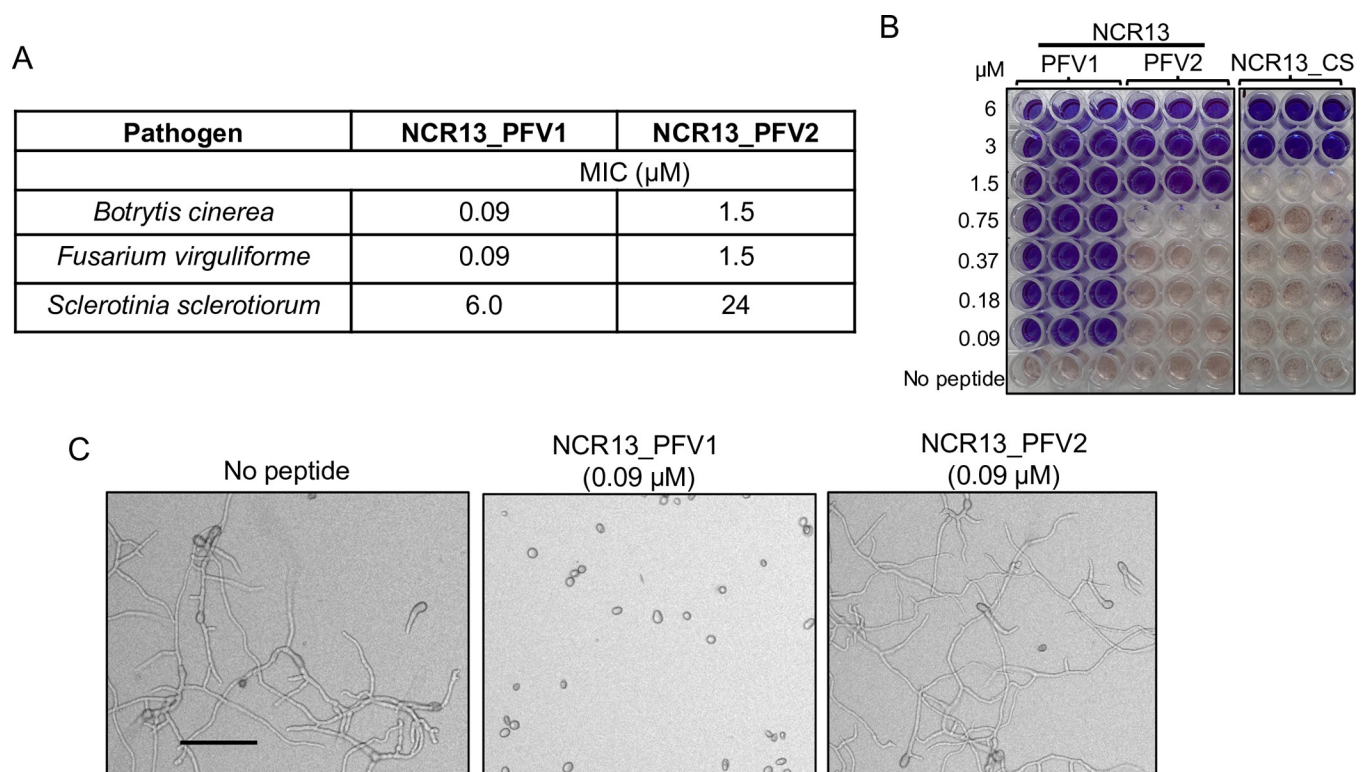 A
Pathogen NCR13_PFV1 NCR13_PFV2
MIC (µM)
Botrytis cinerea 0.09 1.5
Fusarium virguliforme 0.09 1.5
Sclerotinia sclerotiorum 6.0 24
B
NCR13
µM PFV1 PFV2 NCR13_CS
6
3
1.5
0.75
0.37
0.18
0.09
No peptide
C
No peptide
NCR13_PFV1
(0.09 µM)
NCR13_PFV2
(0.09 µM)